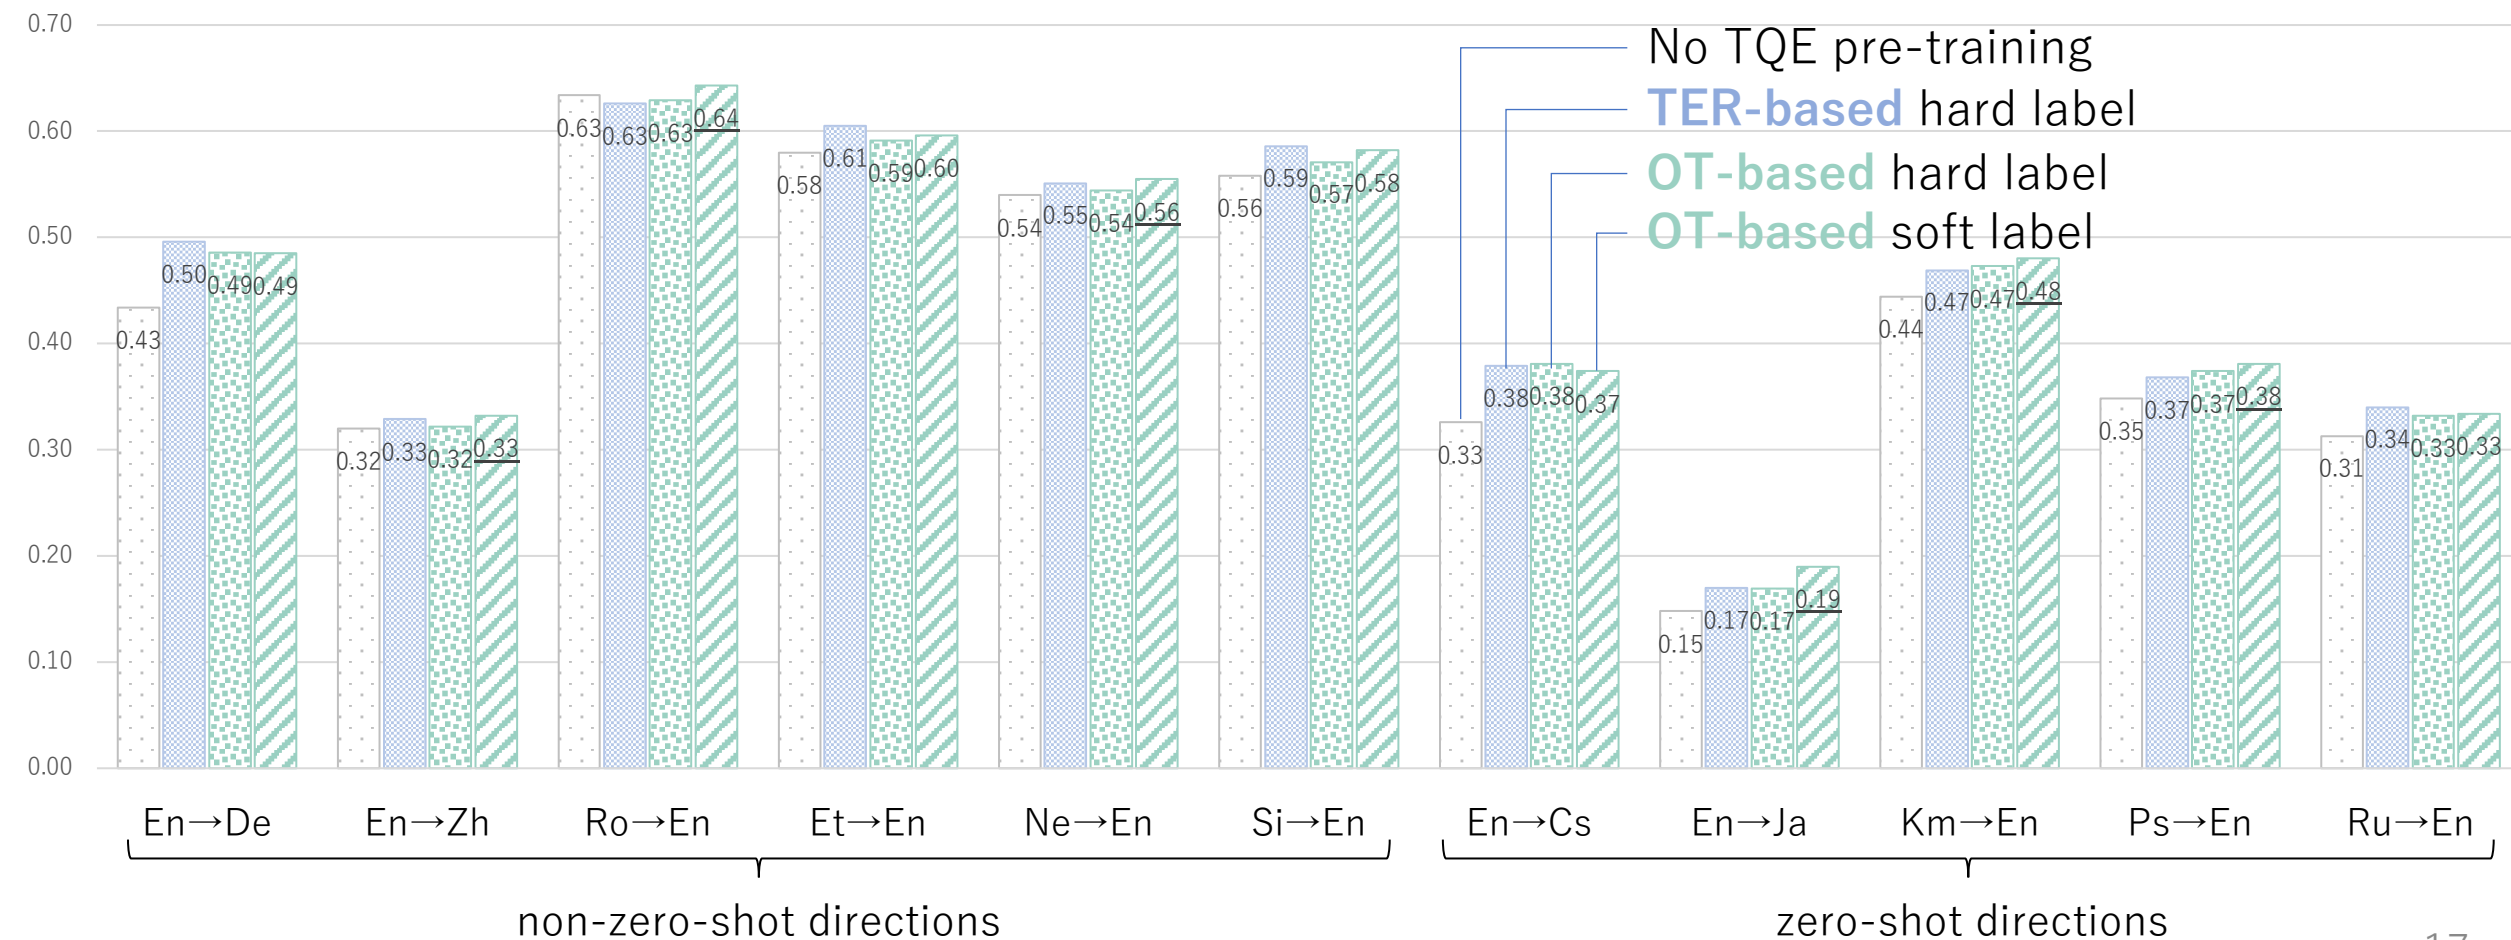 0.70
0.60
0.50
0.40
0.30
0.20
0.10
0.00
No TQE pre-training
TER-based hard label
OT-based hard label
OT-based soft label
0.43 0.50 0.49 0.49
0.32 0.33 0.32 0.33
0.63 0.63 0.63 0.64
0.58 0.61 0.59 0.60
0.54 0.55 0.54 0.56
0.56 0.59 0.57 0.58
0.33 0.38 0.38 0.37
0.15 0.17 0.17 0.19
0.44 0.47 0.47 0.48
0.35 0.37 0.37 0.38
0.31 0.34 0.33 0.33
En→De En→Zh Ro→En Et→En Ne→En Si→En En→Cs En→Ja Km→En Ps→En Ru→En
non-zero-shot directions zero-shot directions